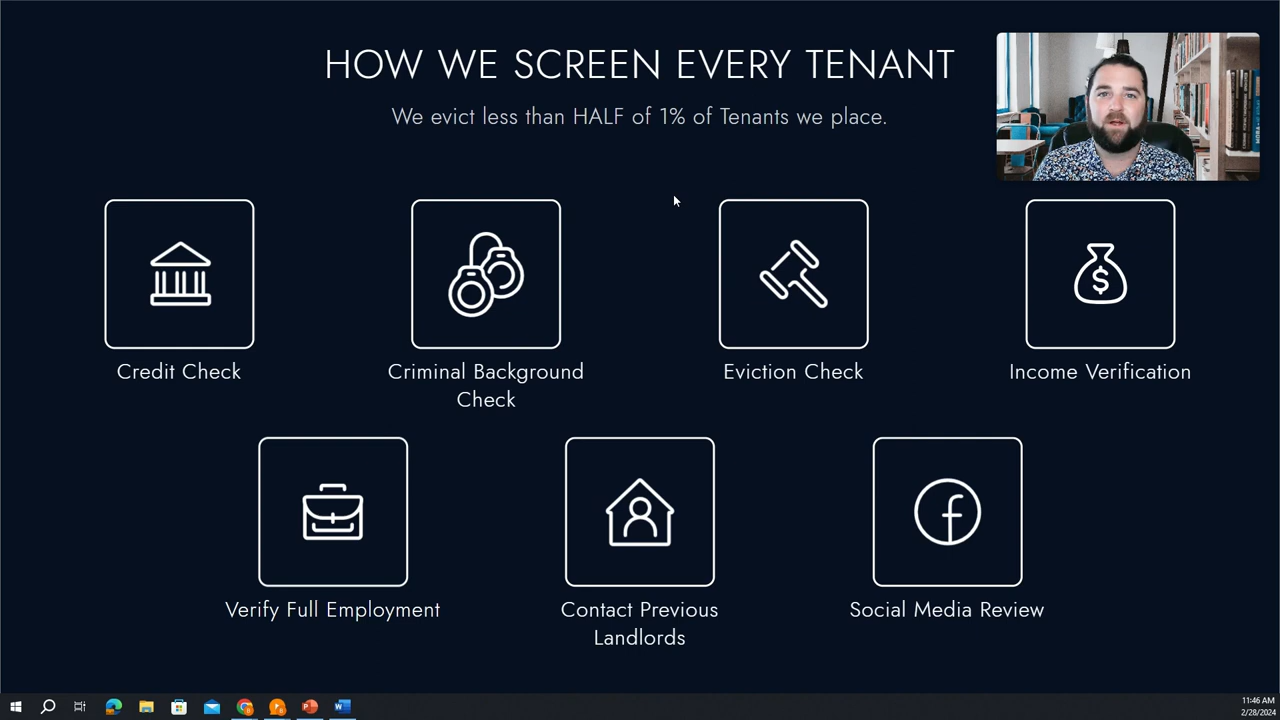 HOW WE SCREEN EVERY TENANT
We evict less than HALF of 1% of Tenants we place.
Credit Check
Criminal Background
Check
Eviction Check
Income Verification
Verify Full Employment
Contact Previous
Landlords
Social Media Review
11:46 AM
2/28/2024